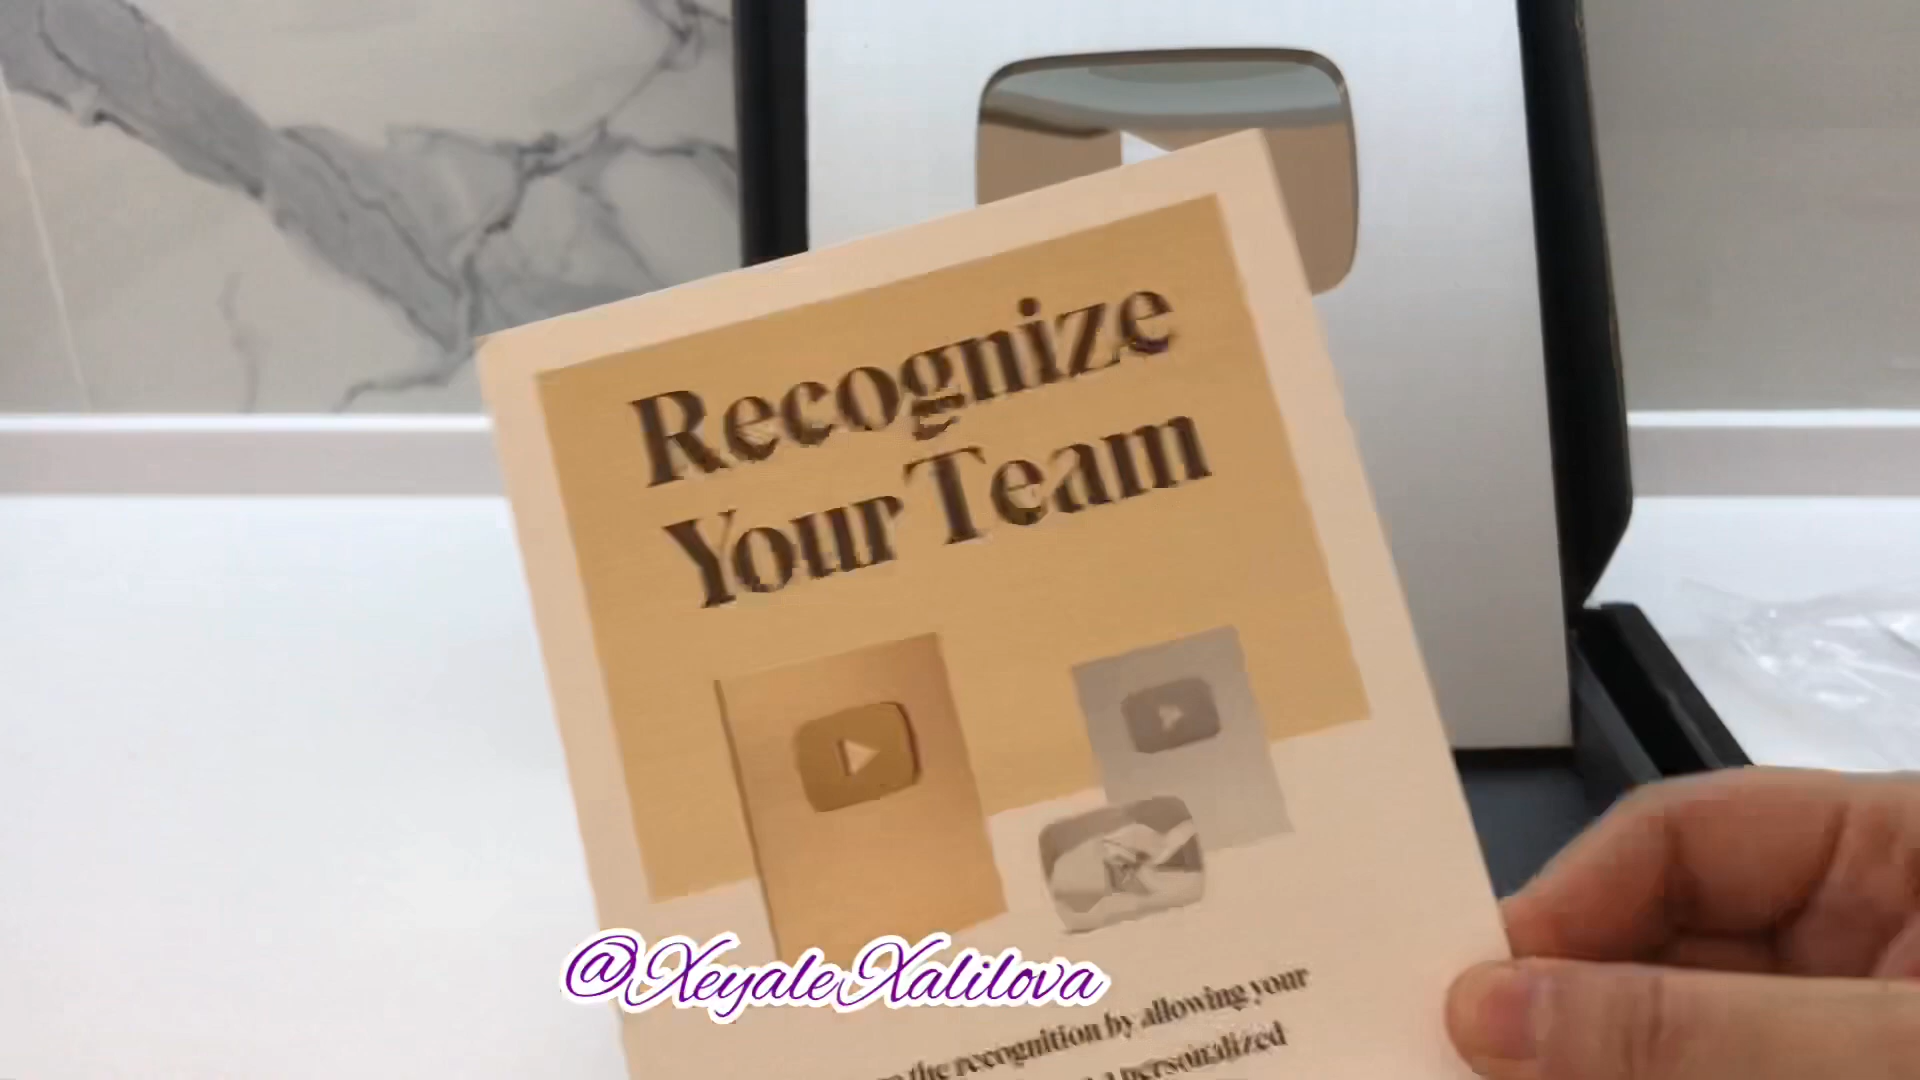 Recognize
Your Team
@XeyaleXalilova
the recognition by allowing your
personalized